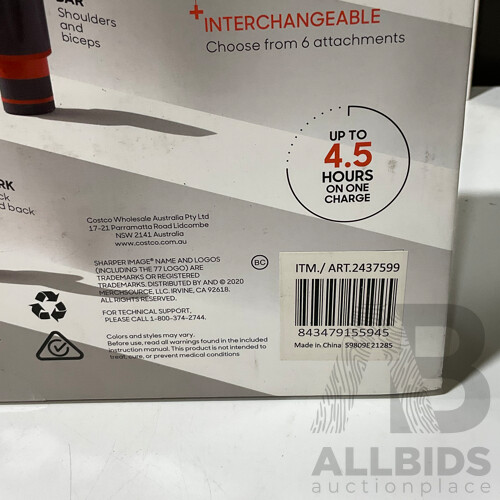 BAR
Shoulders
and
biceps
+INTERCHANGEABLE
Choose from 6 attachments
UP TO
4.5
HOURS
ON ONE
CHARGE
Costco Wholesale Australia Pty Ltd
17-21 Parramatta Road Lidcombe
NSW 2141 Australia
www.costco.com.au
SHARPER IMAGE® NAME AND LOGOS
(INCLUDING THE 77 LOGO) ARE
TRADEMARKS OR REGISTERED
TRADEMARKS. DISTRIBUTED BY AND © 2020
MERCHSOURCE, LLC. IRVINE, CA 92618.
ALL RIGHTS RESERVED.
FOR TECHNICAL SUPPORT,
PLEASE CALL 1-800-374-2744.
Colors and styles may vary.
Before use, read all warnings found in the included
instruction manual. This product is not intended to
treat, cure, or prevent medical conditions
BC
ITM./ ART.2437599
843479155945
Made in China S9809E21285
AB
ALLBIDS
auctionplace